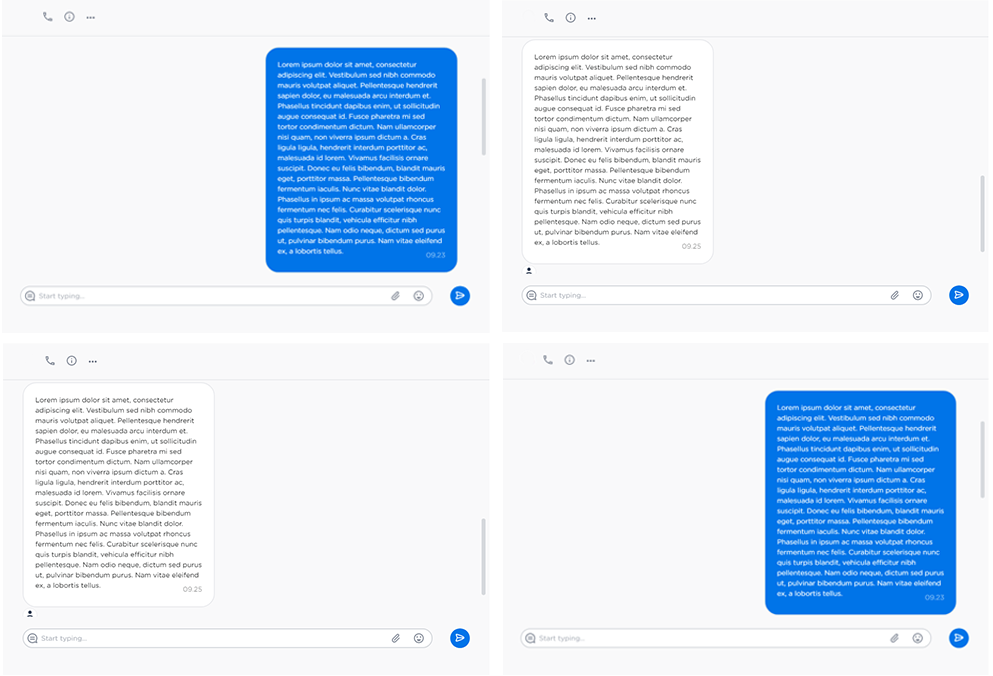 Lorem ipsum dolor sit amet, consectetur
adipiscing elit. Vestibulum sed nibh commodo
mauris volutpat aliquet. Pellentesque hendrerit
sapien dolor, eu malesuada arcu interdum et.
Phasellus tincidunt dapibus enim, ut sollicitudin
augue consequat id. Fusce pharetra mi sed
tortor condimentum dictum. Nam ullamcorper
nisi quam, non viverra ipsum dictum a. Cras
ligula ligula, hendrerit interdum porttitor ac,
malesuada id lorem. Vivamus facilisis ornare
suscipit. Donec eu felis bibendum, blandit mauris
eget, porttitor massa. Pellentesque bibendum
fermentum iaculis. Nunc vitae blandit dolor.
Phasellus in ipsum ac massa volutpat rhoncus
fermentum nec felis. Curabitur scelerisque nunc
quis turpis blandit, vehicula efficitur nibh
pellentesque. Nam odio neque, dictum sed purus
ut, pulvinar bibendum purus. Nam vitae eleifend
ex, a lobortis tellus.
09.23
Start typing...
Lorem ipsum dolor sit amet, consectetur
adipiscing elit. Vestibulum sed nibh commodo
mauris volutpat aliquet. Pellentesque hendrerit
sapien dolor, eu malesuada arcu interdum et.
Phasellus tincidunt dapibus enim, ut sollicitudin
augue consequat id. Fusce pharetra mi sed
tortor condimentum dictum. Nam ullamcorper
nisi quam, non viverra ipsum dictum a. Cras
ligula ligula, hendrerit interdum porttitor ac,
malesuada id lorem. Vivamus facilisis ornare
suscipit. Donec eu felis bibendum, blandit mauris
eget, porttitor massa. Pellentesque bibendum
fermentum iaculis. Nunc vitae blandit dolor.
Phasellus in ipsum ac massa volutpat rhoncus
fermentum nec felis. Curabitur scelerisque nunc
quis turpis blandit, vehicula efficitur nibh
pellentesque. Nam odio neque, dictum sed purus
ut, pulvinar bibendum purus. Nam vitae eleifend
ex, a lobortis tellus.
09.25
Start typing...
Lorem ipsum dolor sit amet, consectetur
adipiscing elit. Vestibulum sed nibh commodo
mauris volutpat aliquet. Pellentesque hendrerit
sapien dolor, eu malesuada arcu interdum et.
Phasellus tincidunt dapibus enim, ut sollicitudin
augue consequat id. Fusce pharetra mi sed
tortor condimentum dictum. Nam ullamcorper
nisi quam, non viverra ipsum dictum a. Cras
ligula ligula, hendrerit interdum porttitor ac,
malesuada id lorem. Vivamus facilisis ornare
suscipit. Donec eu felis bibendum, blandit mauris
eget, porttitor massa. Pellentesque bibendum
fermentum iaculis. Nunc vitae blandit dolor.
Phasellus in ipsum ac massa volutpat rhoncus
fermentum nec felis. Curabitur scelerisque nunc
quis turpis blandit, vehicula efficitur nibh
pellentesque. Nam odio neque, dictum sed purus
ut, pulvinar bibendum purus. Nam vitae eleifend
ex, a lobortis tellus.
09.25
Start typing...
Lorem ipsum dolor sit amet, consectetur
adipiscing elit. Vestibulum sed nibh commodo
mauris volutpat aliquet. Pellentesque hendrerit
sapien dolor, eu malesuada arcu interdum et.
Phasellus tincidunt dapibus enim, ut sollicitudin
augue consequat id. Fusce pharetra mi sed
tortor condimentum dictum. Nam ullamcorper
nisi quam, non viverra ipsum dictum a. Cras
ligula ligula, hendrerit interdum porttitor ac,
malesuada id lorem. Vivamus facilisis ornare
suscipit. Donec eu felis bibendum, blandit mauris
eget, porttitor massa. Pellentesque bibendum
fermentum iaculis. Nunc vitae blandit dolor.
Phasellus in ipsum ac massa volutpat rhoncus
fermentum nec felis. Curabitur scelerisque nunc
quis turpis blandit, vehicula efficitur nibh
pellentesque. Nam odio neque, dictum sed purus
ut, pulvinar bibendum purus. Nam vitae eleifend
ex, a lobortis tellus.
09.23
Start typing...